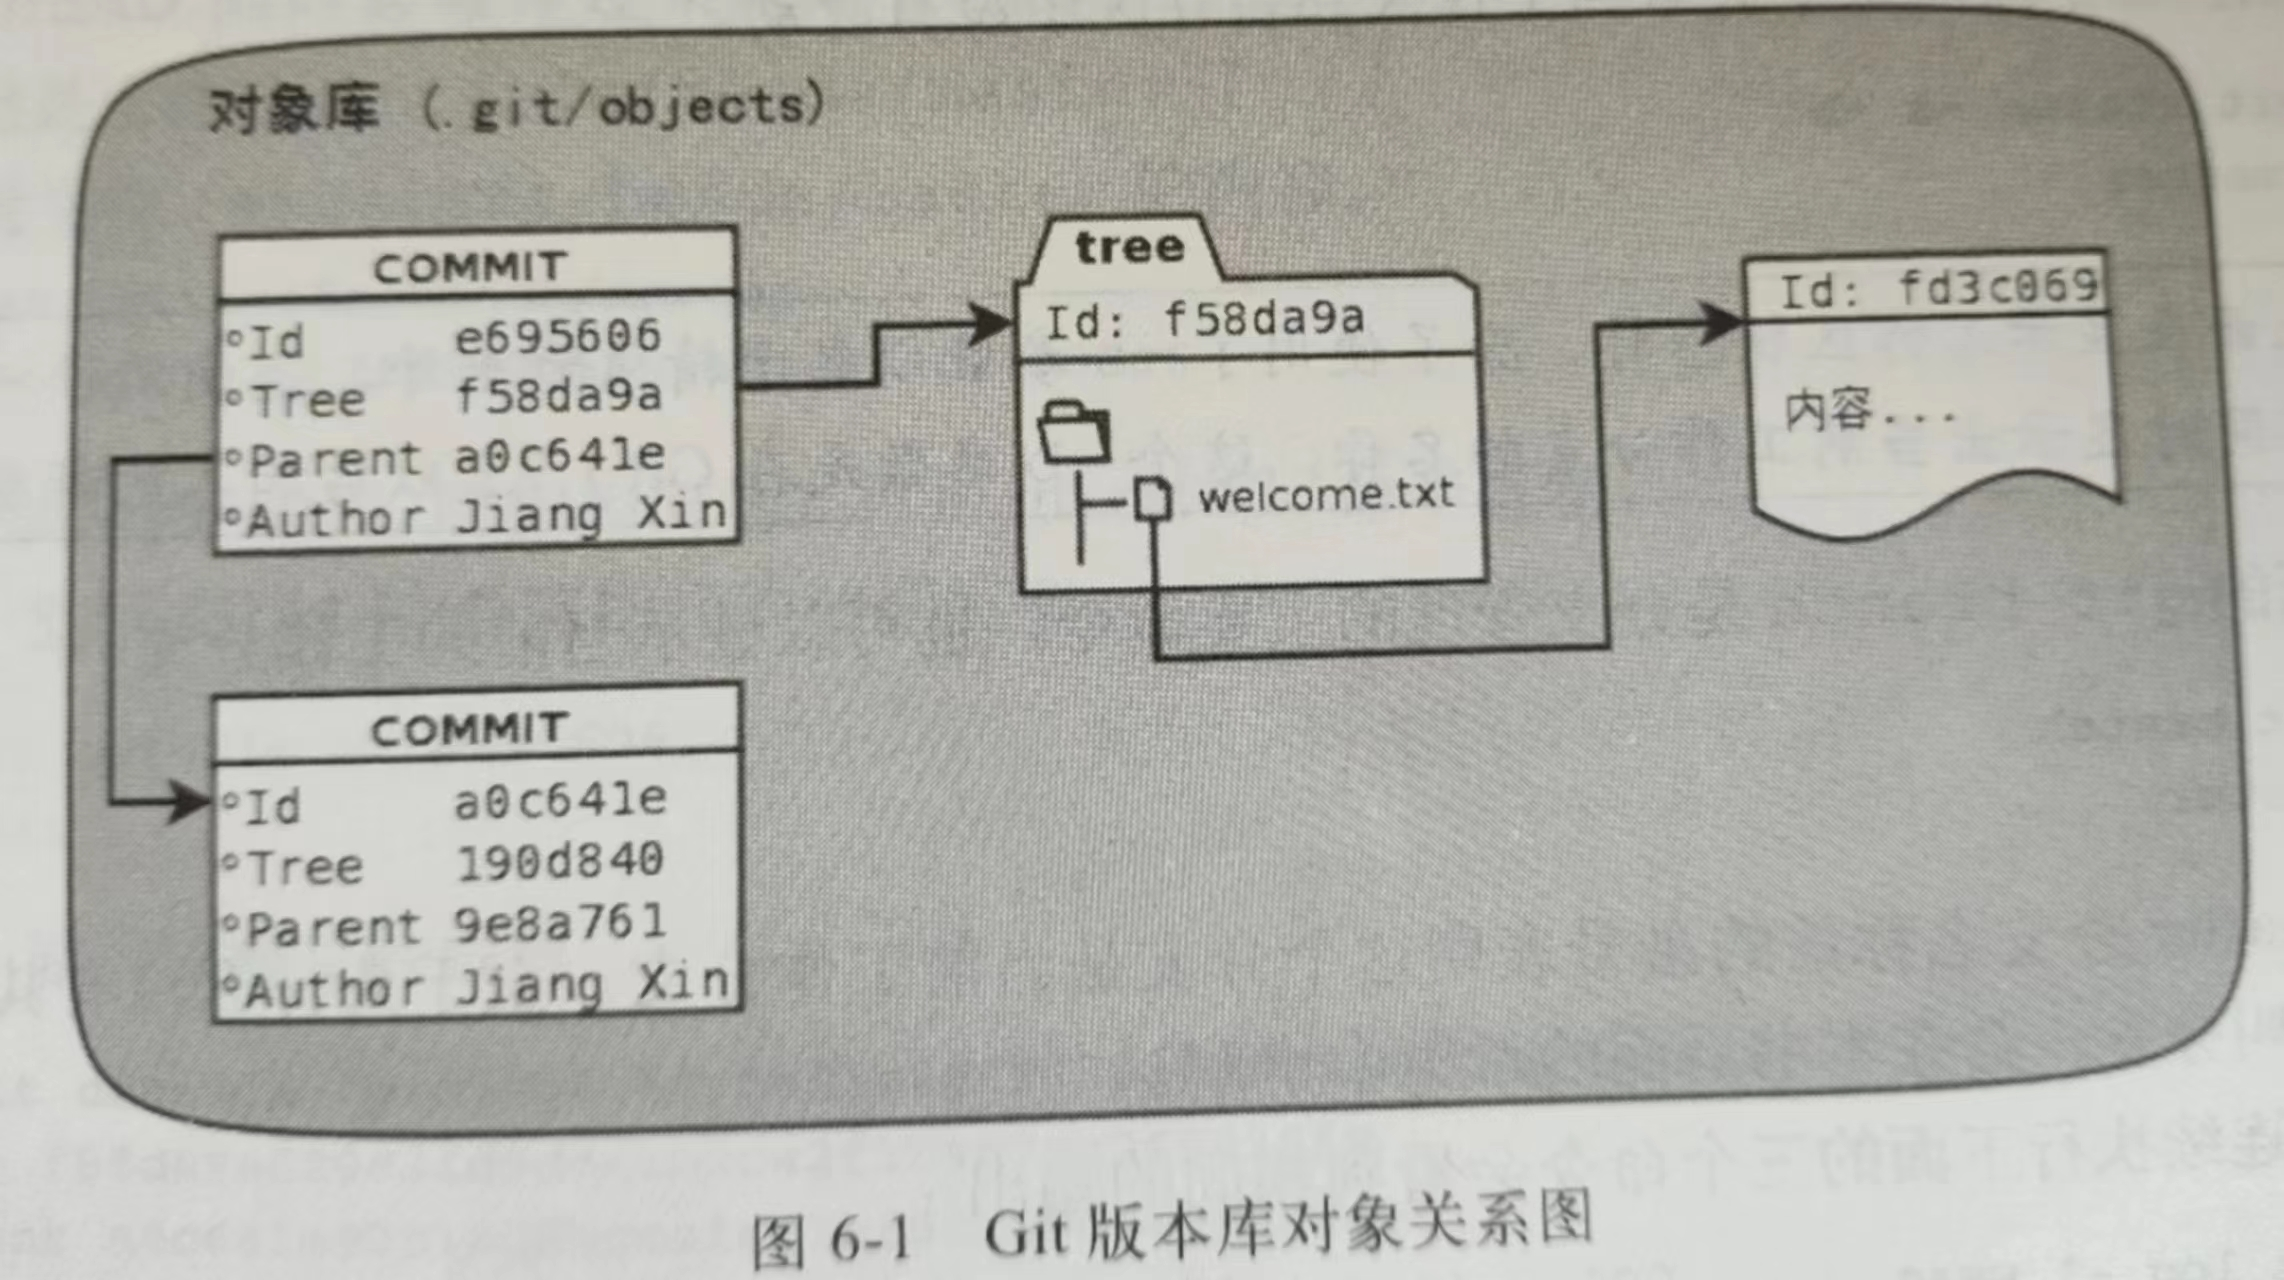 对象库 (.git/objects)
COMMIT
Id e695606
Tree f58da9a
Parent a0c641e
Author Jiang Xin
tree
Id: f58da9a
welcome.txt
Id: fd3c069
内容...
COMMIT
Id a0c641e
Tree 190d840
Parent 9e8a761
Author Jiang Xin
图 6-1 Git 版本库对象关系图